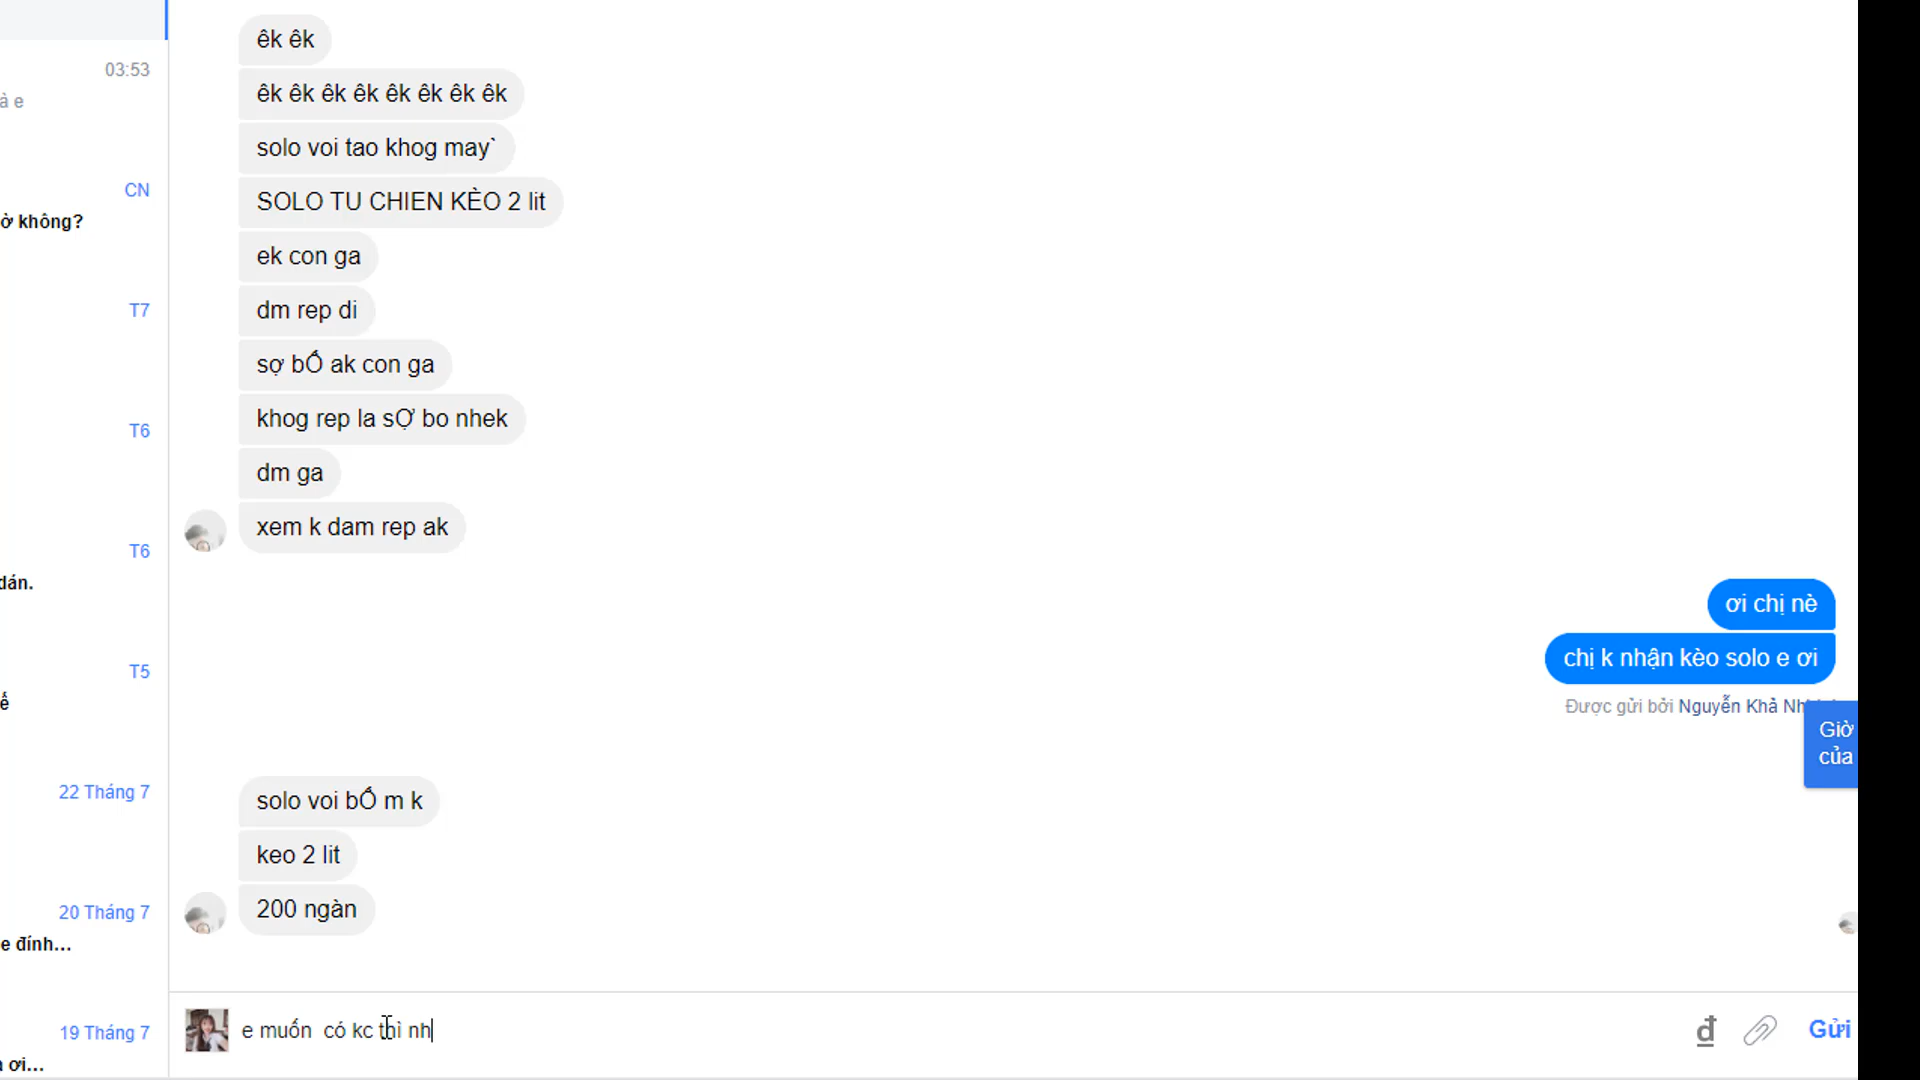 êk êk
03:53
êk êk êk êk êk êk êk êk
à e
solo voi tao khog may`
CN
SOLO TU CHIEN KÈO 2 lit
ờ không?
ek con ga
T7
dm rep di
sợ bỐ ak con ga
T6
khog rep la sỢ bo nhek
dm ga
xem k dam rep ak
T6
dán.
ơi chị nè
T5
chị k nhận kèo solo e ơi
ế
Được gửi bởi Nguyễn Khả Nh
Giờ
của
22 Tháng 7
solo voi bỐ m k
keo 2 lit
20 Tháng 7
200 ngàn
e đính...
19 Tháng 7
e muốn  có kc thì nh
đ
Gửi
ơi...